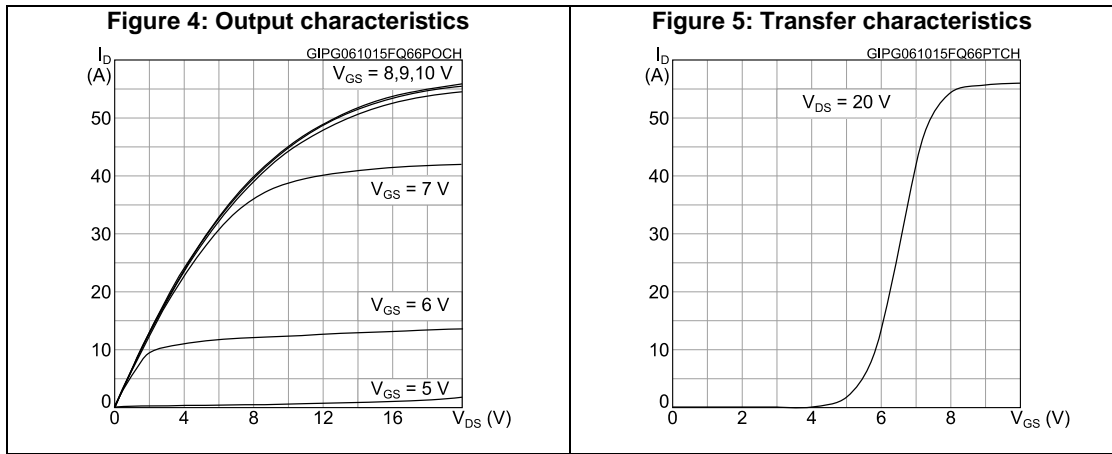 Figure 4: Output characteristics
I_D
(A)
GIPG061015FQ66POCH
V_GS = 8,9,10 V
50
40
V_GS = 7 V
30
20
V_GS = 6 V
10
V_GS = 5 V
0
0 4 8 12 16 V_DS (V)
Figure 5: Transfer characteristics
I_D
(A)
GIPG061015FQ66PTCH
V_DS = 20 V
50
40
30
20
10
0
0 2 4 6 8 V_GS (V)